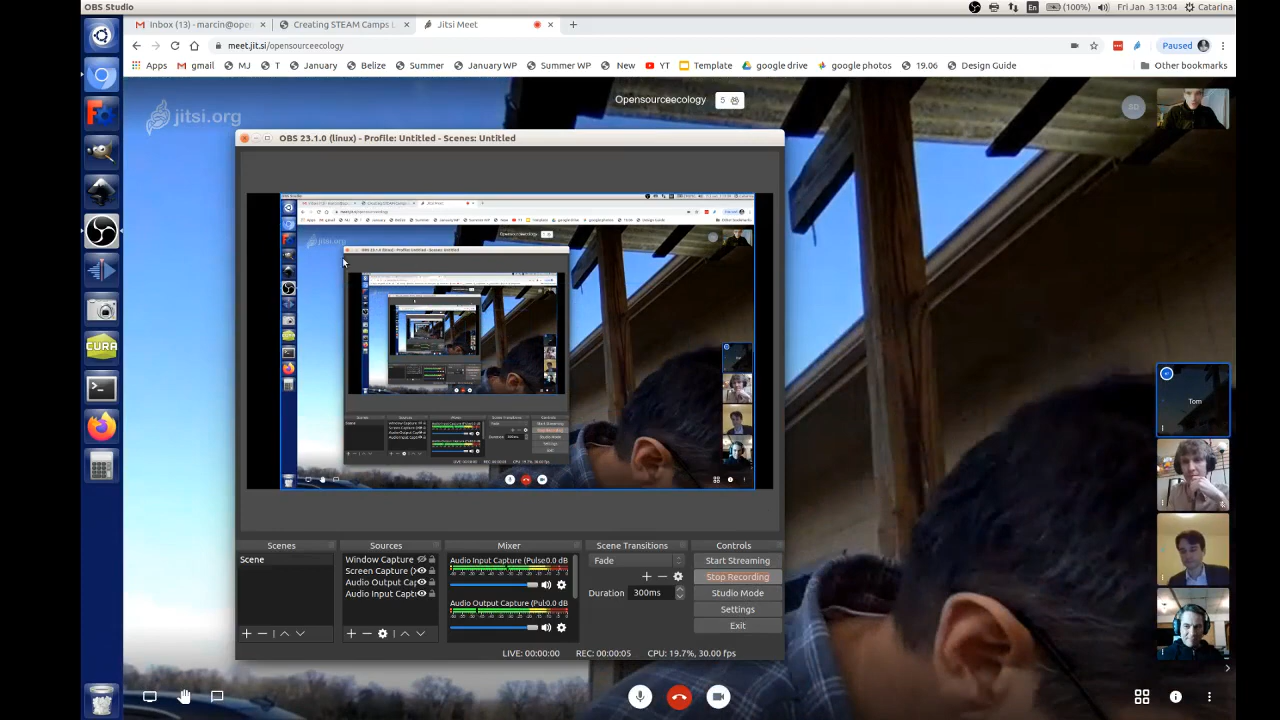 OBS Studio
En
(100%)
Fri Jan 3 13:04
Catarina
Inbox (13) - marcin@open
Creating STEAM Camps
Jitsi Meet
meet.jit.si/opensourceecology
Paused
Apps
gmail
MJ
T
January
Belize
Summer
January WP
Summer WP
New
YT
Template
google drive
google photos
19.06
Design Guide
Other bookmarks
jitsi.org
Opensourceecology
5
SD
OBS 23.1.0 (linux) - Profile: Untitled - Scenes: Untitled
CURA
Tom
Scenes
Sources
Mixer
Scene Transitions
Controls
Scene
Window Capture
Screen Capture (X
Audio Output Cap
Audio Input Capt
Audio Input Capture (Pulse
0.0 dB
Audio Output Capture (Pul
0.0 dB
Fade
Duration
300ms
Start Streaming
Stop Recording
Studio Mode
Settings
Exit
LIVE: 00:00:00
REC: 00:00:05
CPU: 19.7%, 30.00 fps